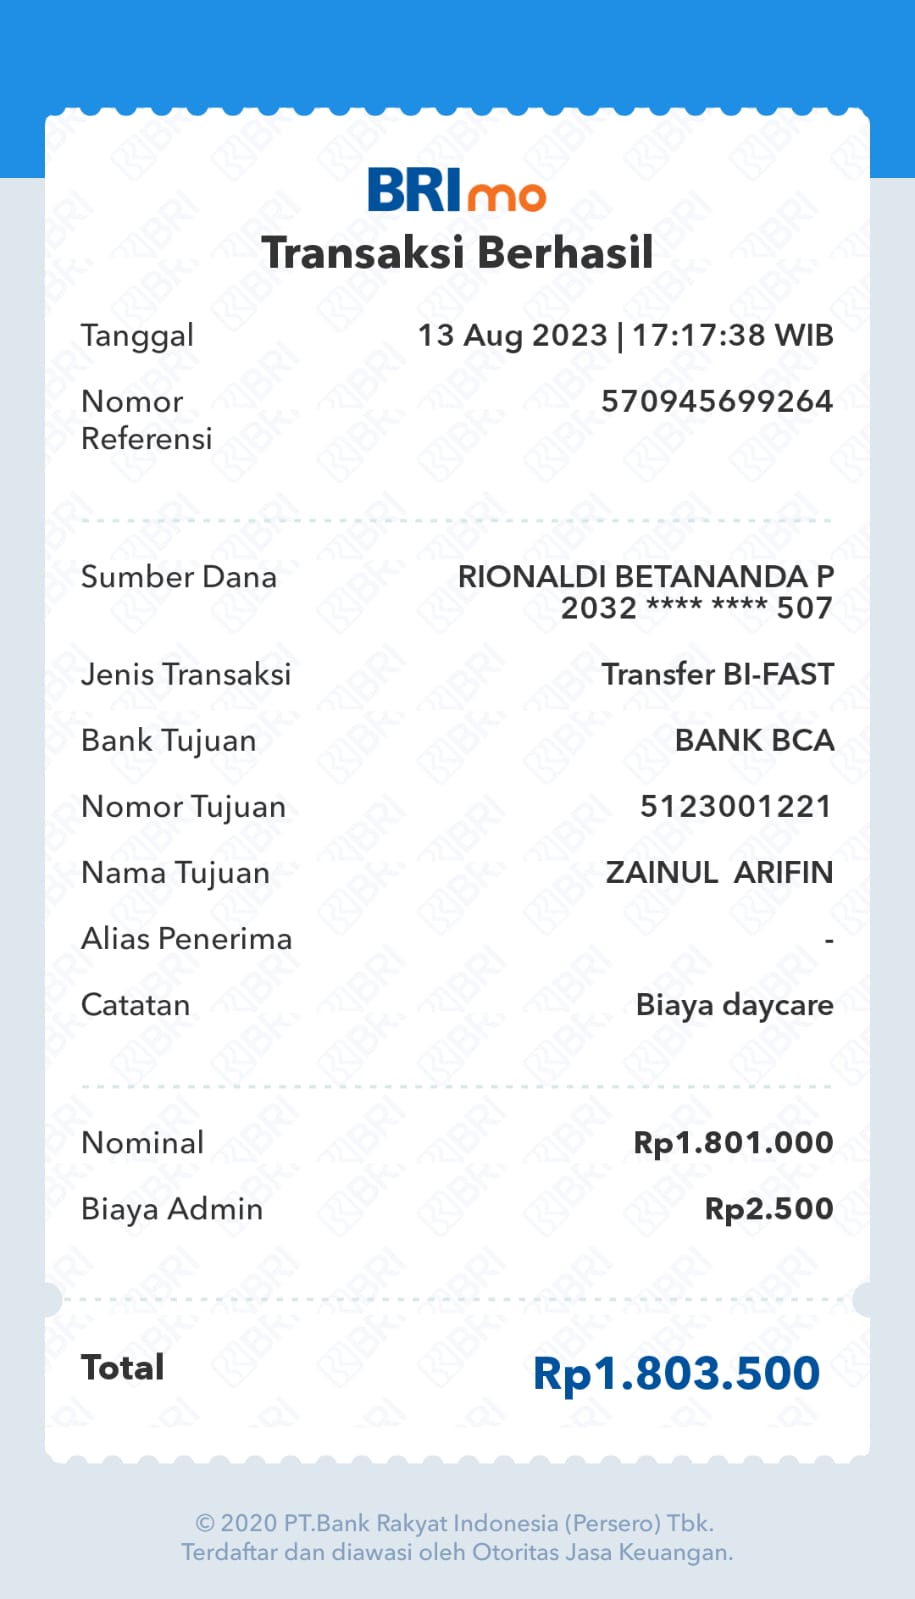 BRImo
Transaksi Berhasil
Tanggal 13 Aug 2023 | 17:17:38 WIB
Nomor 570945699264
Referensi
Sumber Dana RIONALDI BETANANDA P
2032 **** **** 507
Jenis Transaksi Transfer BI-FAST
Bank Tujuan BANK BCA
Nomor Tujuan 5123001221
Nama Tujuan ZAINUL  ARIFIN
Alias Penerima -
Catatan Biaya daycare
Nominal Rp1.801.000
Biaya Admin Rp2.500
Total Rp1.803.500
© 2020 PT.Bank Rakyat Indonesia (Persero) Tbk.
Terdaftar dan diawasi oleh Otoritas Jasa Keuangan.